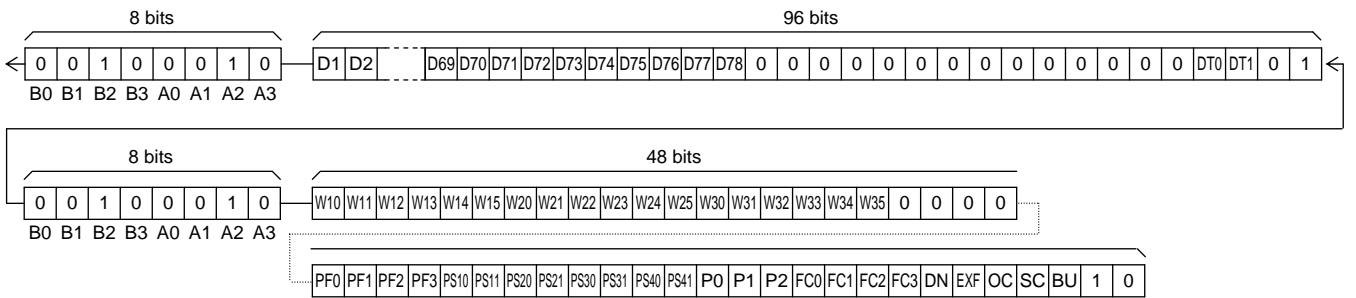 8 bits 96 bits
0 0 1 0 0 0 1 0 D1 D2 D69 D70 D71 D72 D73 D74 D75 D76 D77 D78 0 0 0 0 0 0 0 0 0 0 0 0 0 0 DT0 DT1 0 1
B0 B1 B2 B3 A0 A1 A2 A3
8 bits 48 bits
0 0 1 0 0 0 1 0 W10 W11 W12 W13 W14 W15 W20 W21 W22 W23 W24 W25 W30 W31 W32 W33 W34 W35 0 0 0 0
B0 B1 B2 B3 A0 A1 A2 A3
PF0 PF1 PF2 PF3 PS10 PS11 PS20 PS21 PS30 PS31 PS40 PS41 P0 P1 P2 FC0 FC1 FC2 FC3 DN EXF OC SC BU 1 0